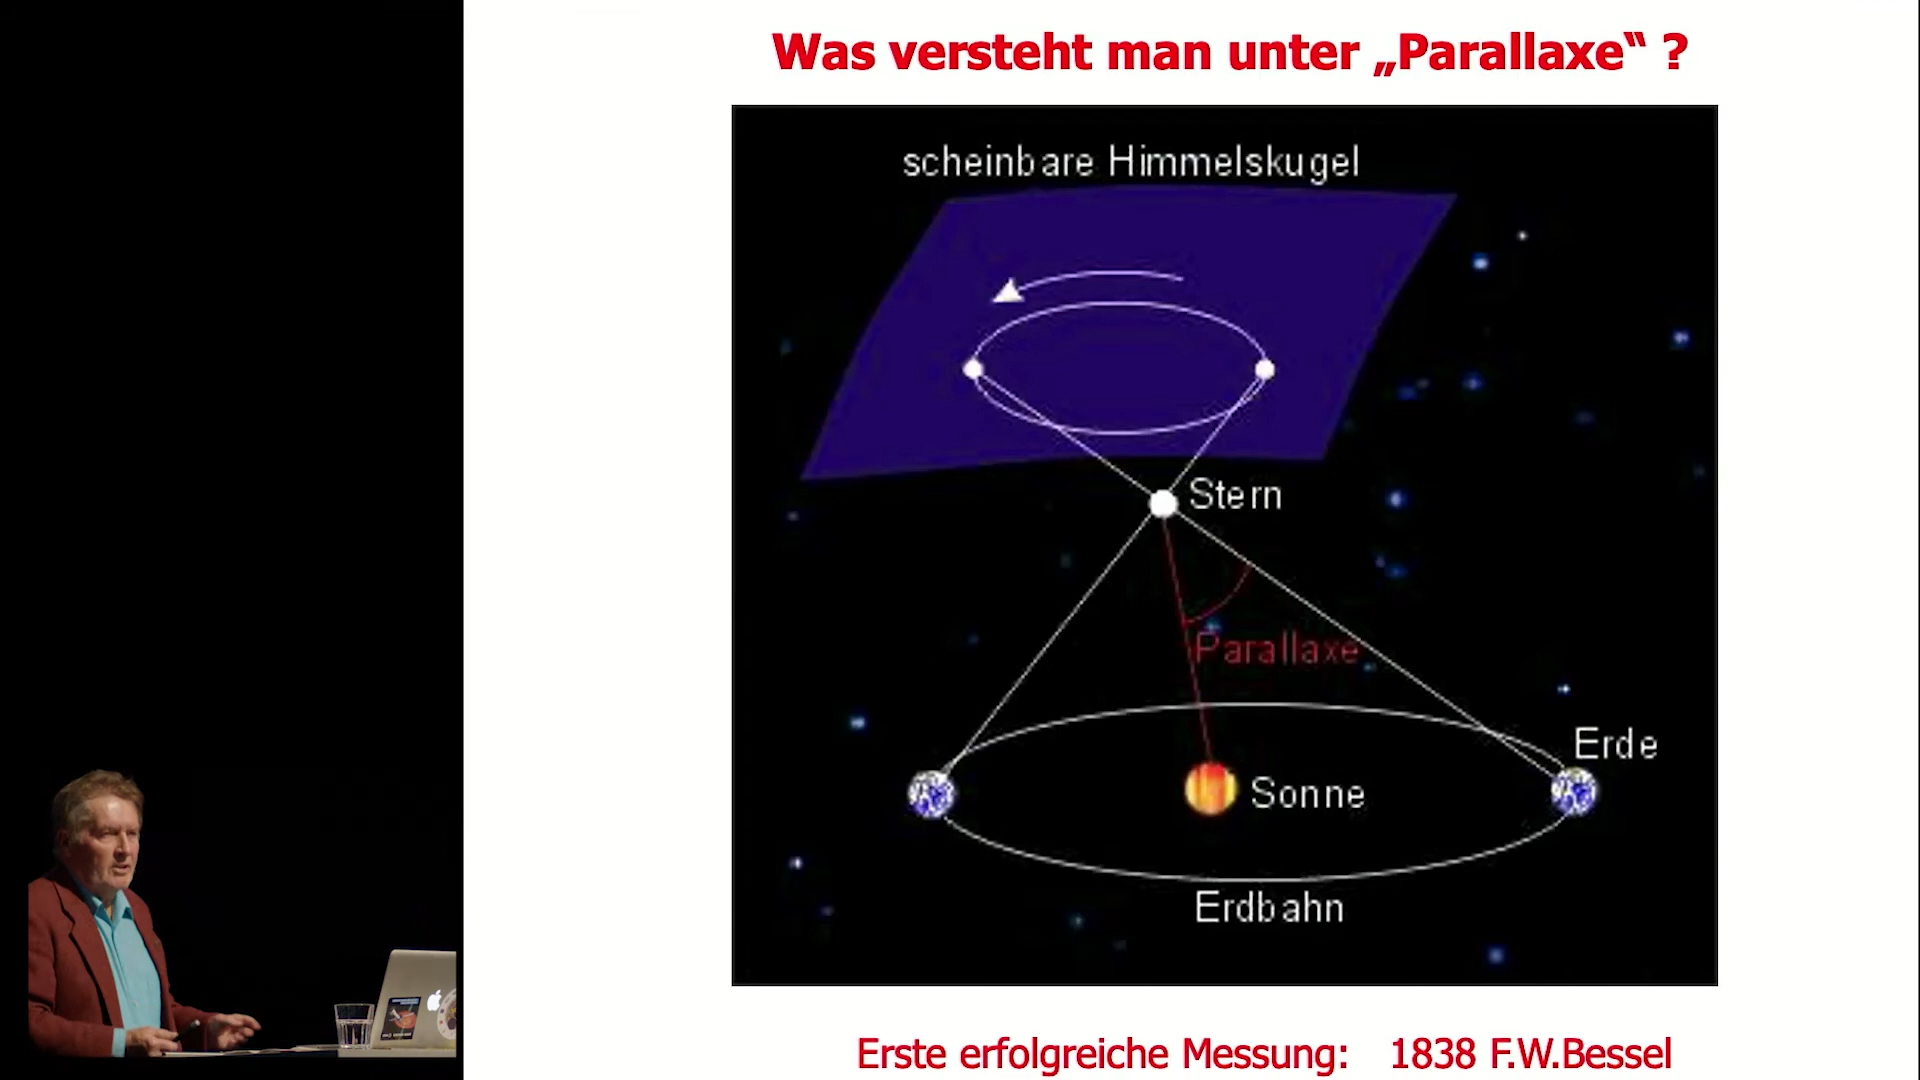 Was versteht man unter „Parallaxe“ ?
scheinbare Himmelskugel
Stern
Parallaxe
Erde
Sonne
Erdbahn
Erste erfolgreiche Messung: 1838 F.W.Bessel